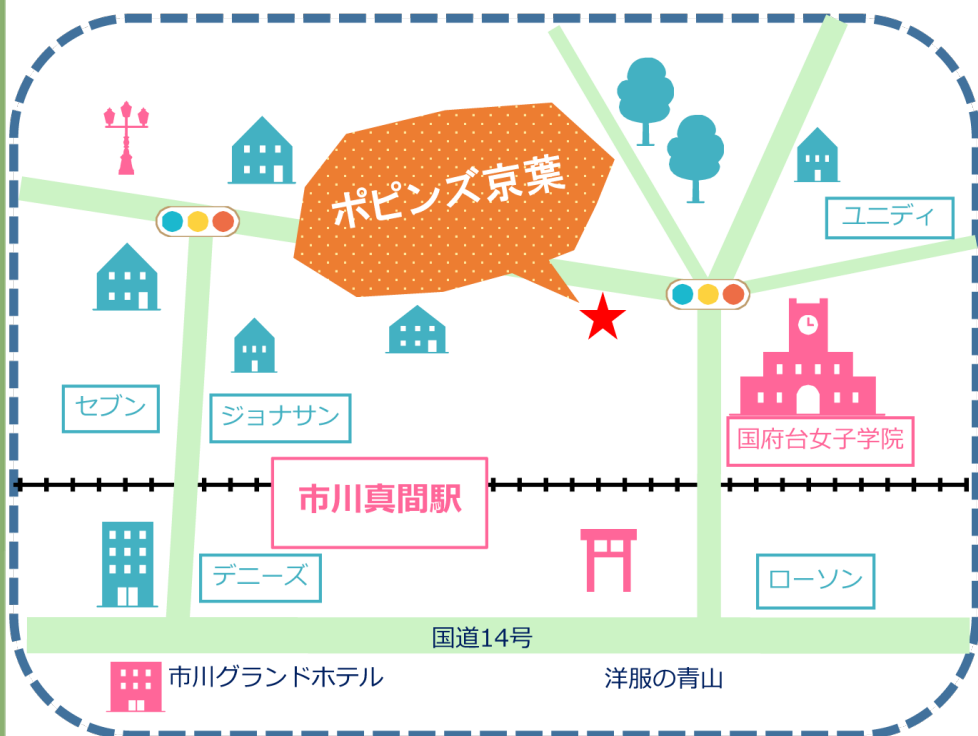 ポピンズ京葉
ユニディ
セブン
ジョナサン
国府台女子学院
市川真間駅
デニーズ
ローソン
国道14号
市川グランドホテル
洋服の青山